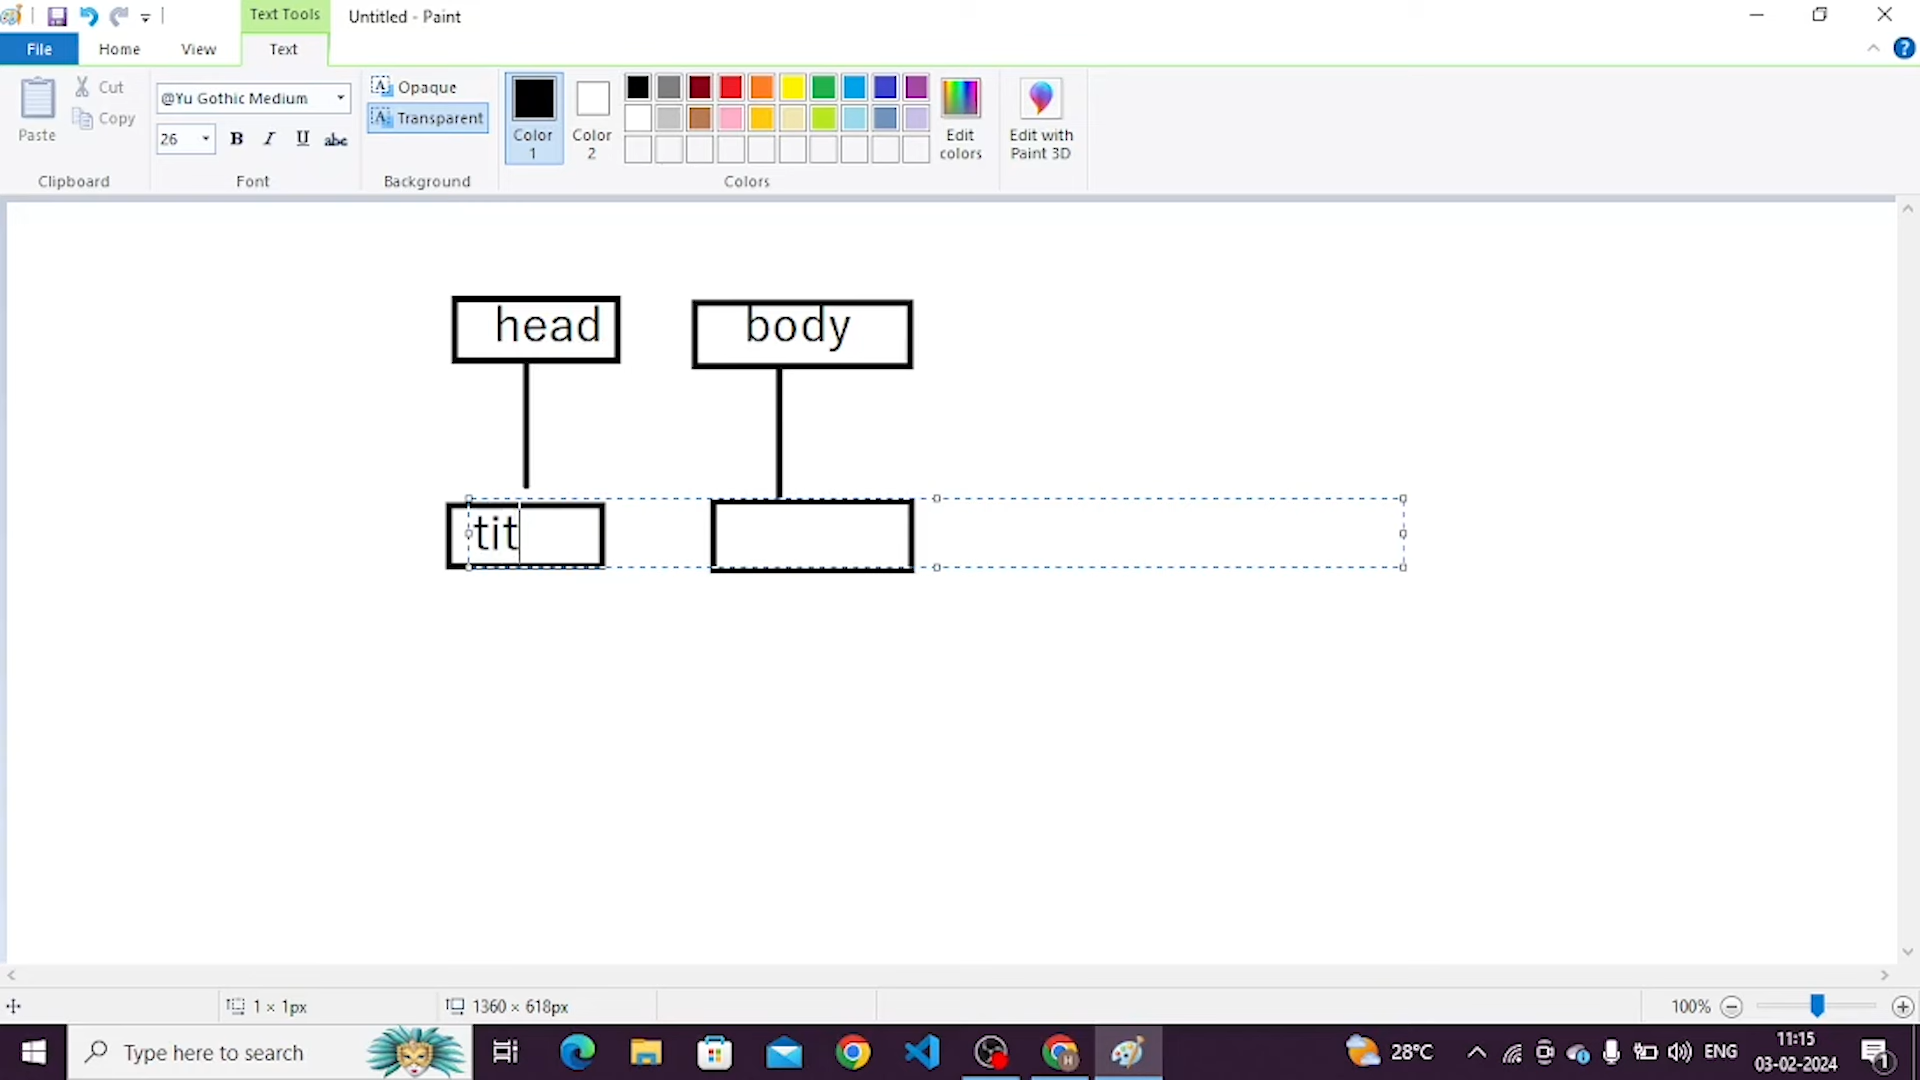 Text Tools
Untitled - Paint
File
Home
View
Text
Paste
Cut
Copy
Clipboard
@Yu Gothic Medium
26
B I U abc
Font
Opaque
Transparent
Background
Color 1
Color 2
Colors
Edit colors
Edit with Paint 3D
head
body
tit
1 × 1px
1360 × 618px
100%
Type here to search
28°C
ENG
11:15
03-02-2024
1